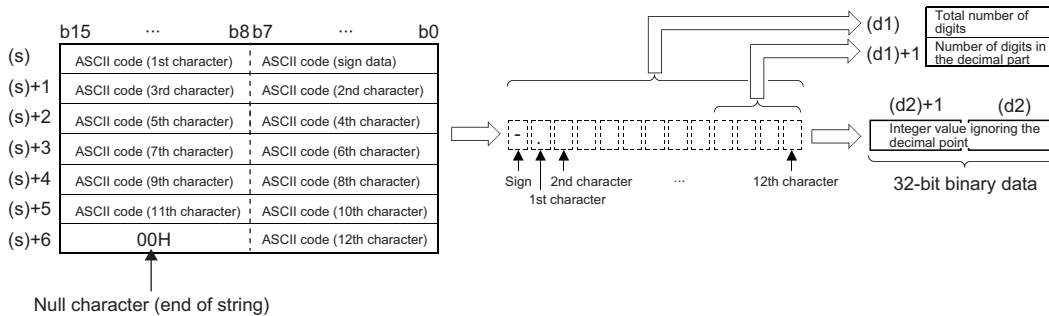 b15 ... b8 b7 ... b0
(s) ASCII code (1st character) ASCII code (sign data)
(s)+1 ASCII code (3rd character) ASCII code (2nd character)
(s)+2 ASCII code (5th character) ASCII code (4th character)
(s)+3 ASCII code (7th character) ASCII code (6th character)
(s)+4 ASCII code (9th character) ASCII code (8th character)
(s)+5 ASCII code (11th character) ASCII code (10th character)
(s)+6 00H ASCII code (12th character)
Null character (end of string)
(d1) Total number of
digits
(d1)+1 Number of digits in
the decimal part
- .
Sign 2nd character ... 12th character
1st character
(d2)+1 (d2)
Integer value ignoring the
decimal point
32-bit binary data